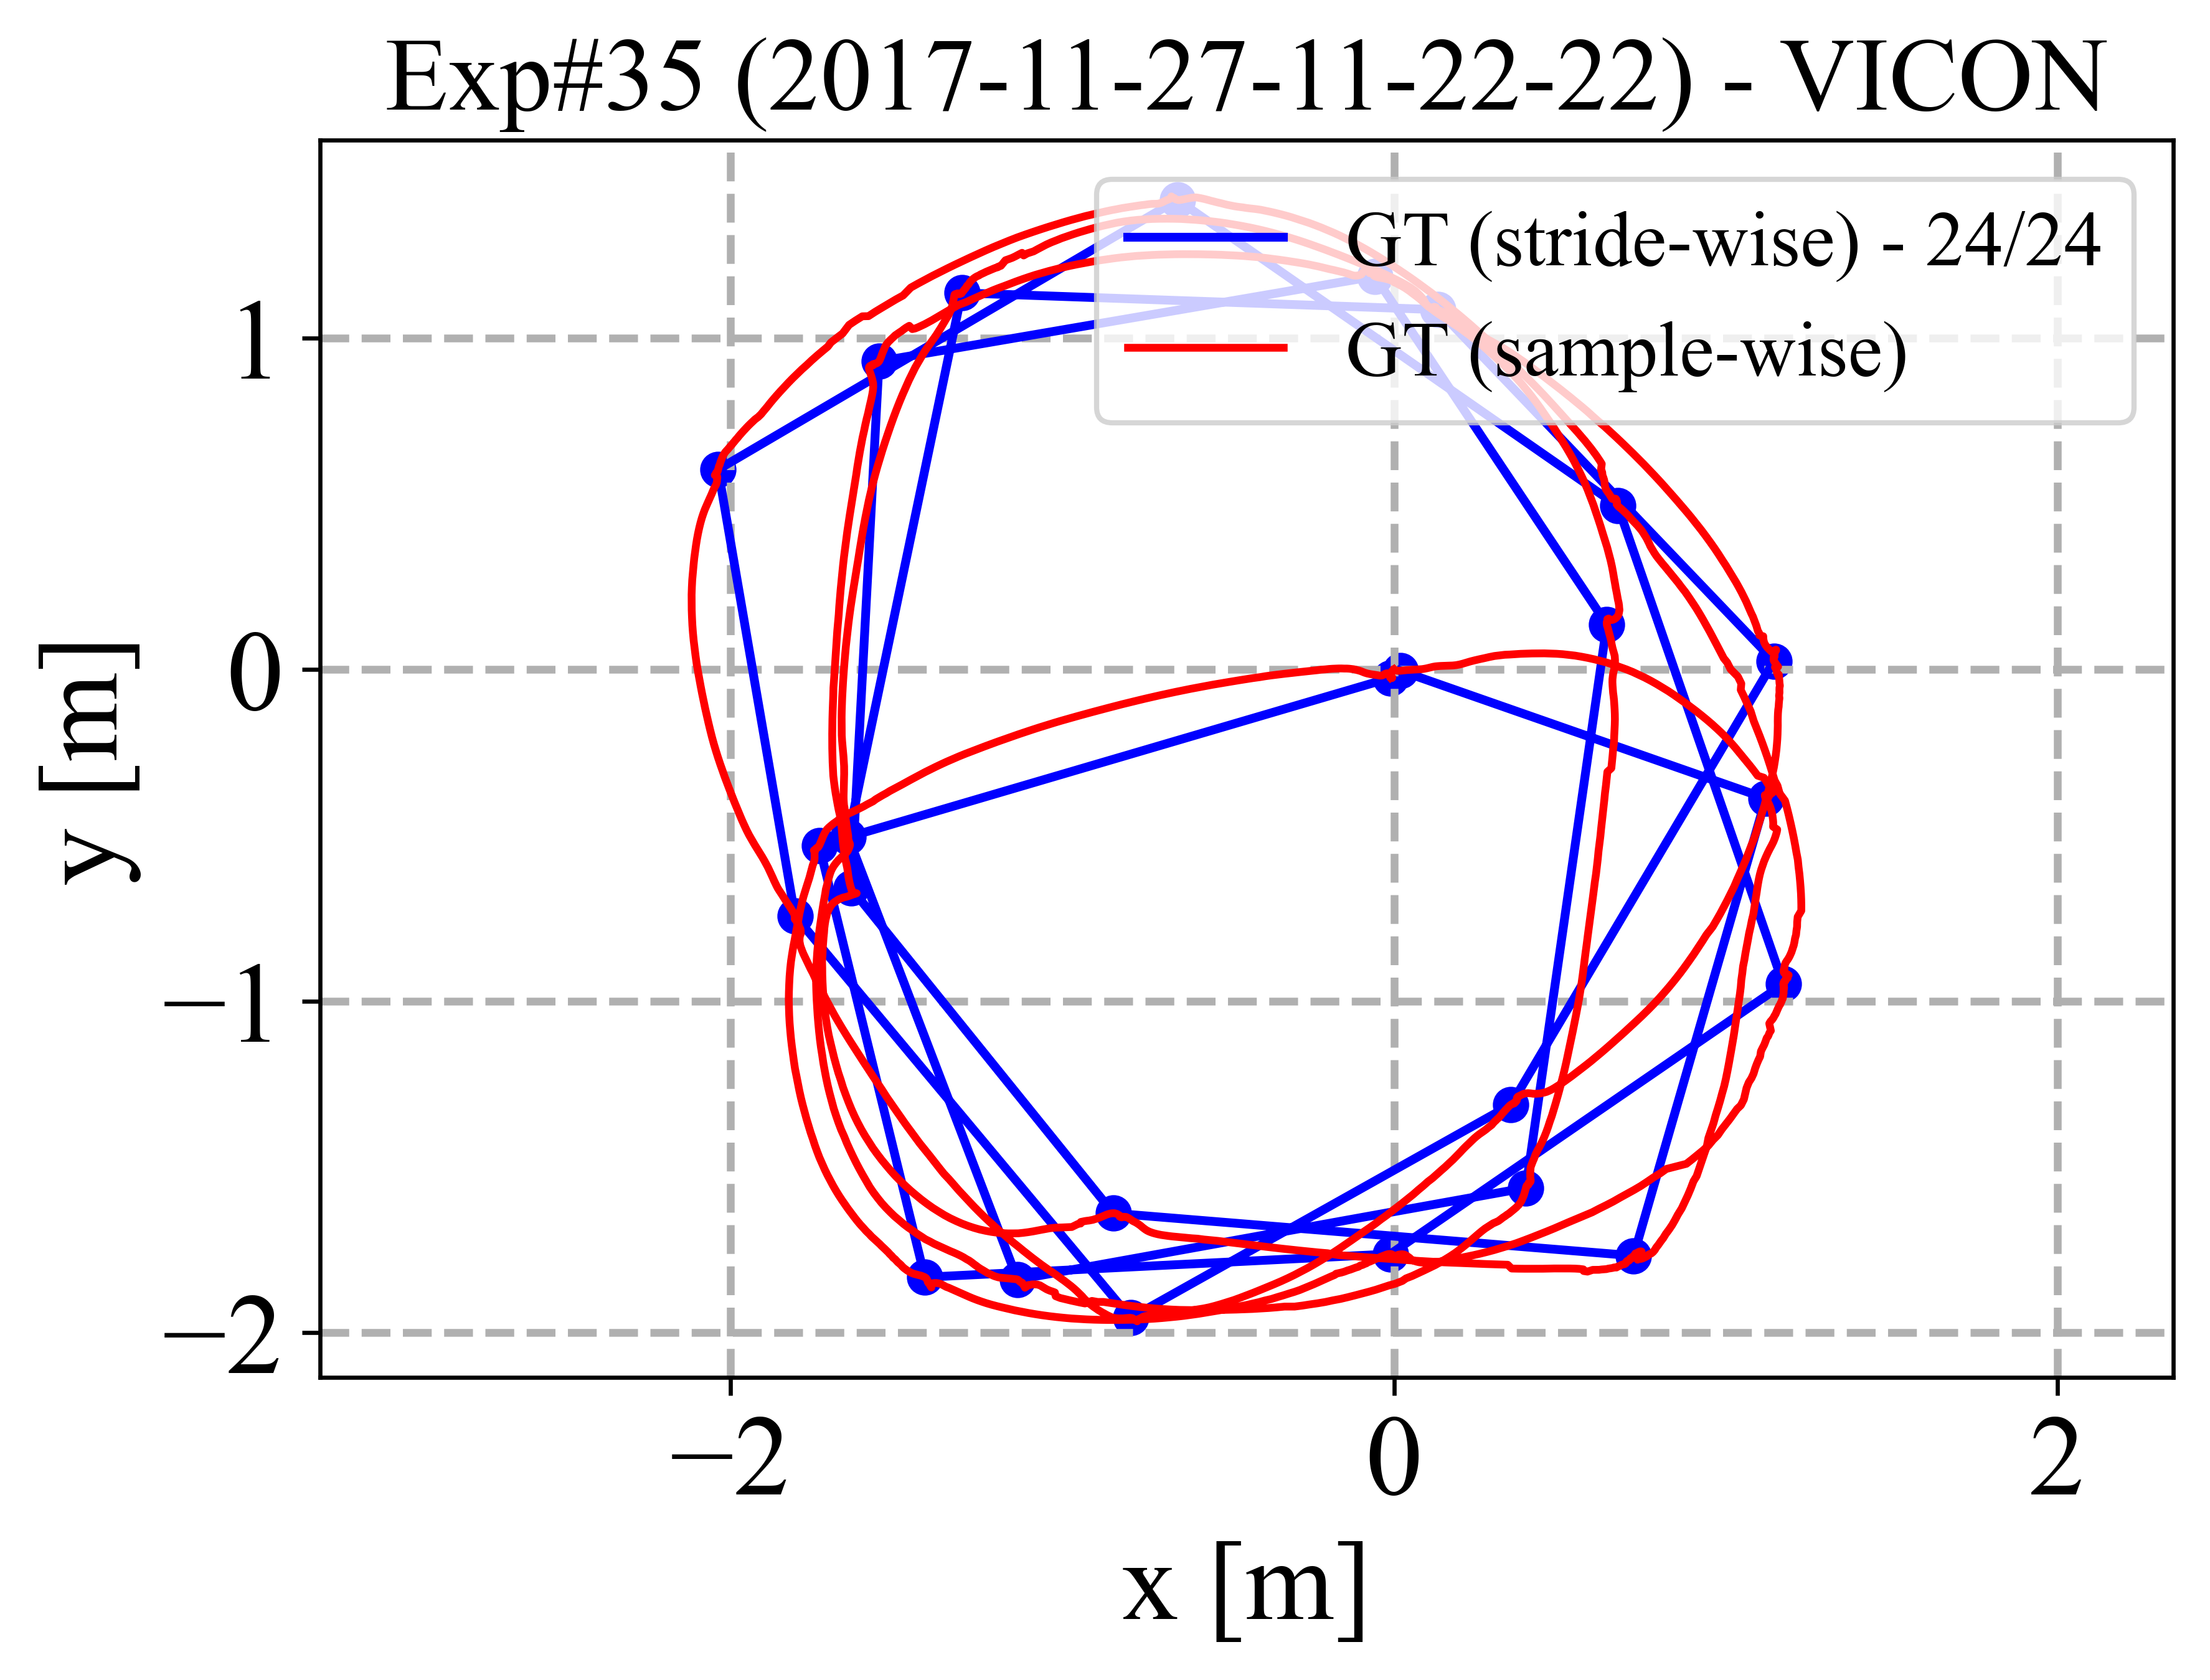 Exp#35 (2017-11-27-11-22-22) - VICON
GT (stride-wise) - 24/24
GT (sample-wise)
y [m]
1
0
−1
−2
−2
0
2
x [m]